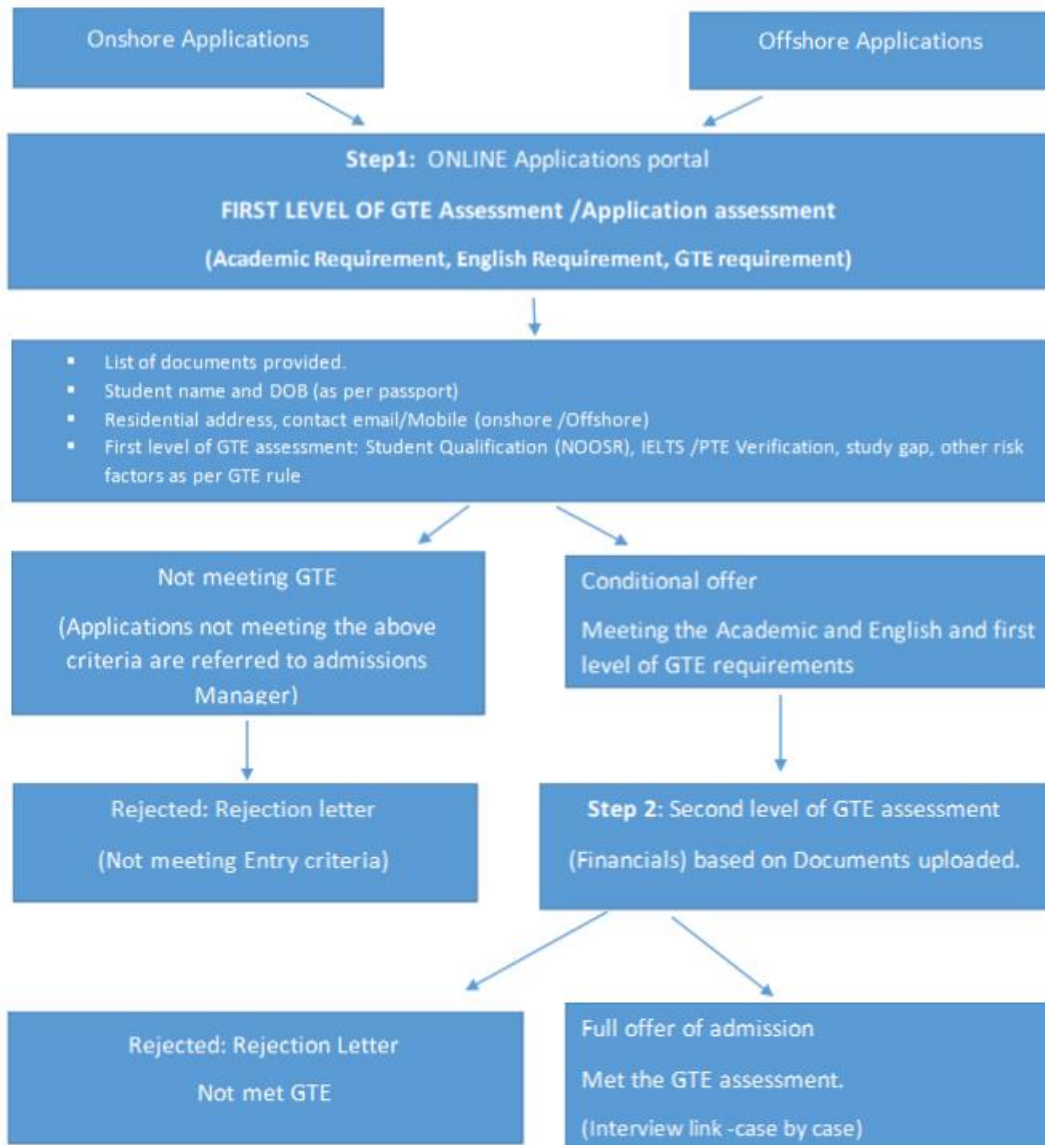 Onshore Applications
Offshore Applications
Step1: ONLINE Applications portal
FIRST LEVEL OF GTE Assessment /Application assessment
(Academic Requirement, English Requirement, GTE requirement)
▪ List of documents provided.
▪ Student name and DOB (as per passport)
▪ Residential address, contact email/Mobile (onshore /Offshore)
▪ First level of GTE assessment: Student Qualification (NOOSR), IELTS /PTE Verification, study gap, other risk
factors as per GTE rule
Not meeting GTE
(Applications not meeting the above
criteria are referred to admissions
Manager)
Conditional offer
Meeting the Academic and English and first
level of GTE requirements
Rejected: Rejection letter
(Not meeting Entry criteria)
Step 2: Second level of GTE assessment
(Financials) based on Documents uploaded.
Rejected: Rejection Letter
Not met GTE
Full offer of admission
Met the GTE assessment.
(Interview link -case by case)